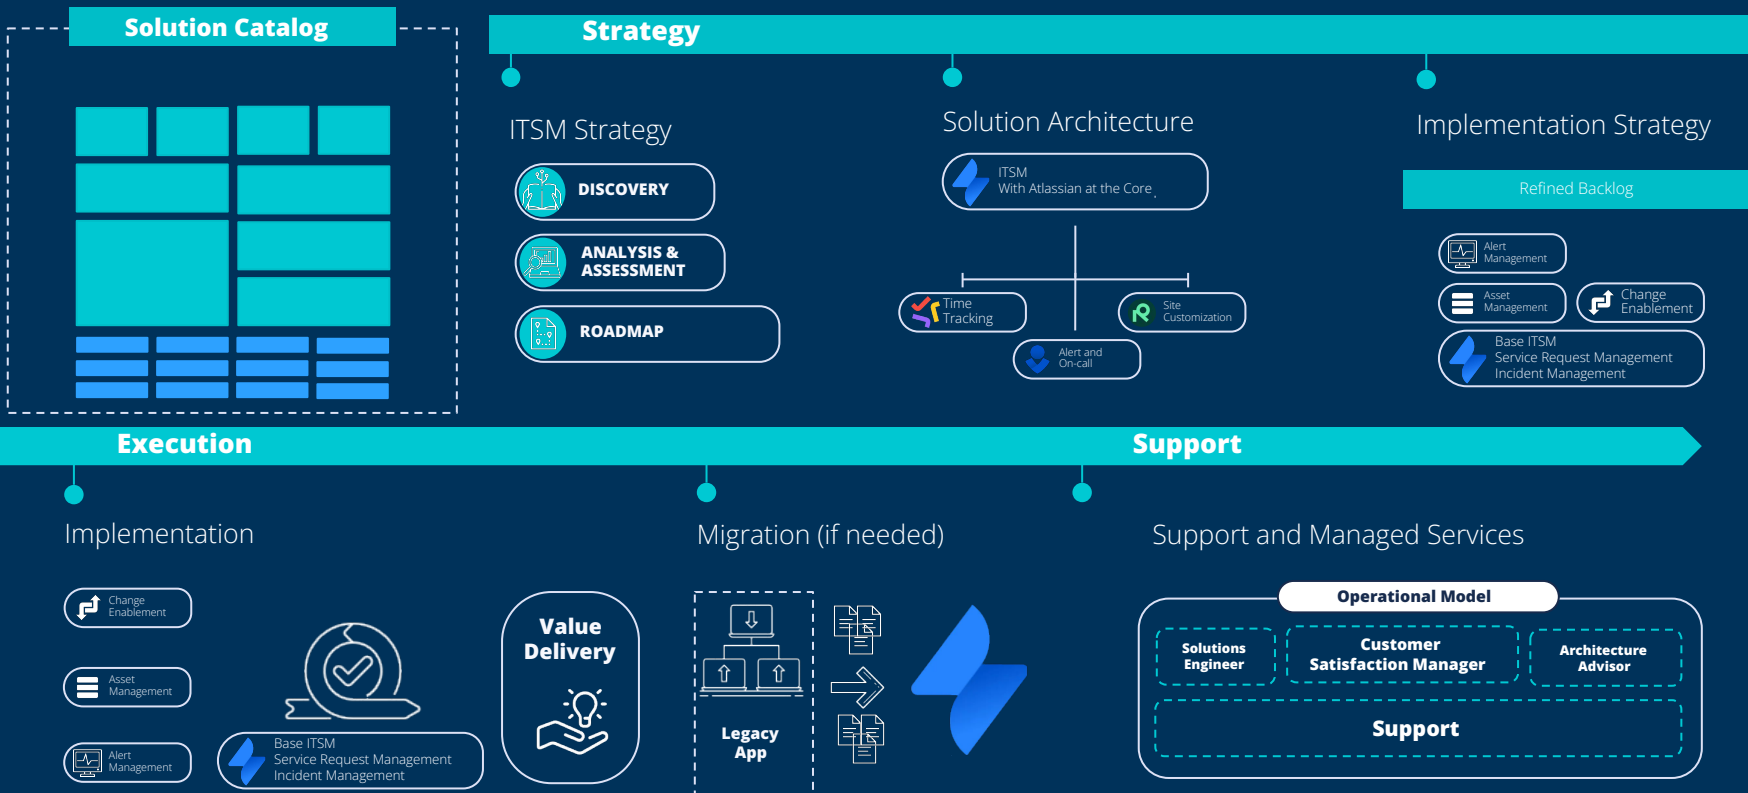 Solution Catalog
Strategy
ITSM Strategy
DISCOVERY
ANALYSIS &
ASSESSMENT
ROADMAP
Solution Architecture
ITSM
With Atlassian at the Core
Time
Tracking
Site
Customization
Alert and
On-call
Implementation Strategy
Refined Backlog
Alert
Management
Asset
Management
Change
Enablement
Base ITSM
Service Request Management
Incident Management
Execution
Support
Implementation
Change
Enablement
Asset
Management
Alert
Management
Base ITSM
Service Request Management
Incident Management
Value
Delivery
Migration (if needed)
Legacy
App
Support and Managed Services
Operational Model
Solutions
Engineer
Customer
Satisfaction Manager
Architecture
Advisor
Support